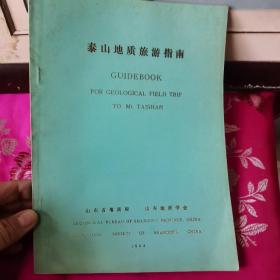 泰山地质旅游指南
GUIDEBOOK
FOR GEOLOGICAL FIELD TRIP
TO Mt. TAISHAN
山东省地质局 山东地质学会
GEOLOGICAL BUREAU OF SHANDONG PROVINCE, CHINA
SOCIETY OF SHANDONG, CHINA